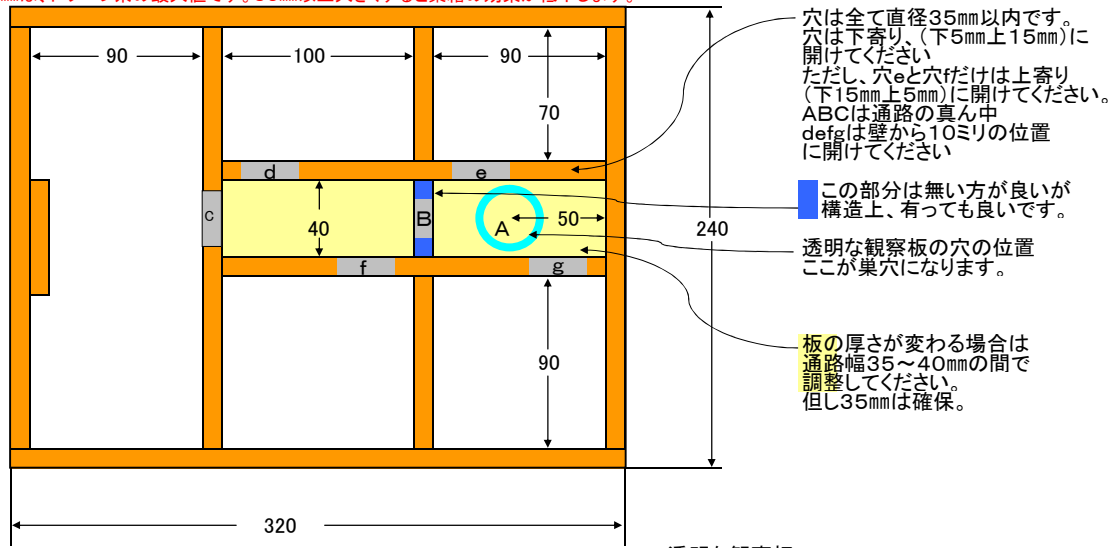 90
100
90
70
d
e
C
40
B
A
50
f
g
90
240
320
穴は全て直径35㎜以内です。
穴は下寄り、(下5㎜上15㎜)に
開けてください
ただし、穴eと穴fだけは上寄り
(下15㎜上5㎜)に開けてください。
ABCは通路の真ん中
defgは壁から10ミリの位置
に開けてください
この部分は無い方が良いが
構造上、有っても良いです。
透明な観察板の穴の位置
ここが巣穴になります。
板の厚さが変わる場合は
通路幅35～40㎜の間で
調整してください。
但し35㎜は確保。